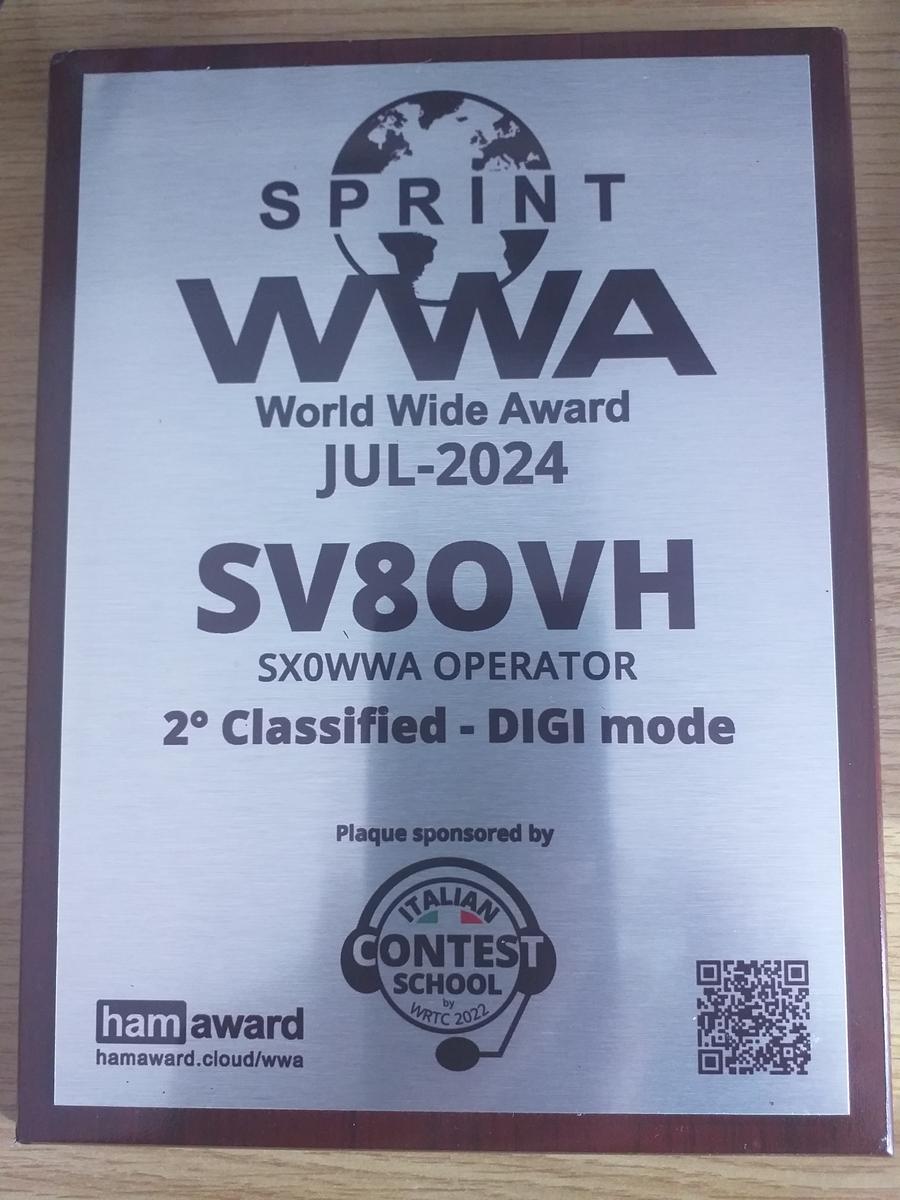 SPRINT
WWA
World Wide Award
JUL-2024
SV8OVH
SX0WWA OPERATOR
2° Classified - DIGI mode
Plaque sponsored by
ITALIAN
CONTEST
SCHOOL
by
WRTC 2022
ham award
hamaward.cloud/wwa